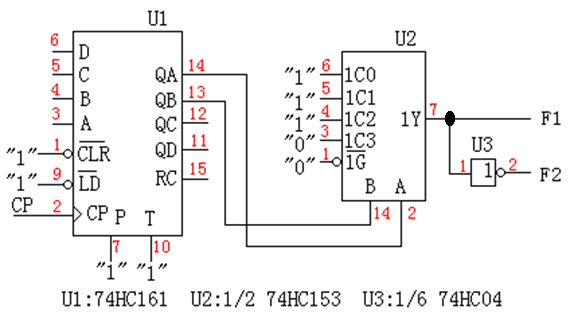 U1
U2
U3
6 D
5 C
4 B
3 A
"1" 1 CLR
"1" 9 LD
CP 2 CP
P T
7 10
"1" "1"
QA 14
QB 13
QC 12
QD 11
RC 15
"1" 6 1C0
"1" 5 1C1
"1" 4 1C2
"0" 3 1C3
"0" 1 1G
1Y 7
B A
14 2
1 1 2
F1
F2
U1:74HC161 U2:1/2 74HC153 U3:1/6 74HC04